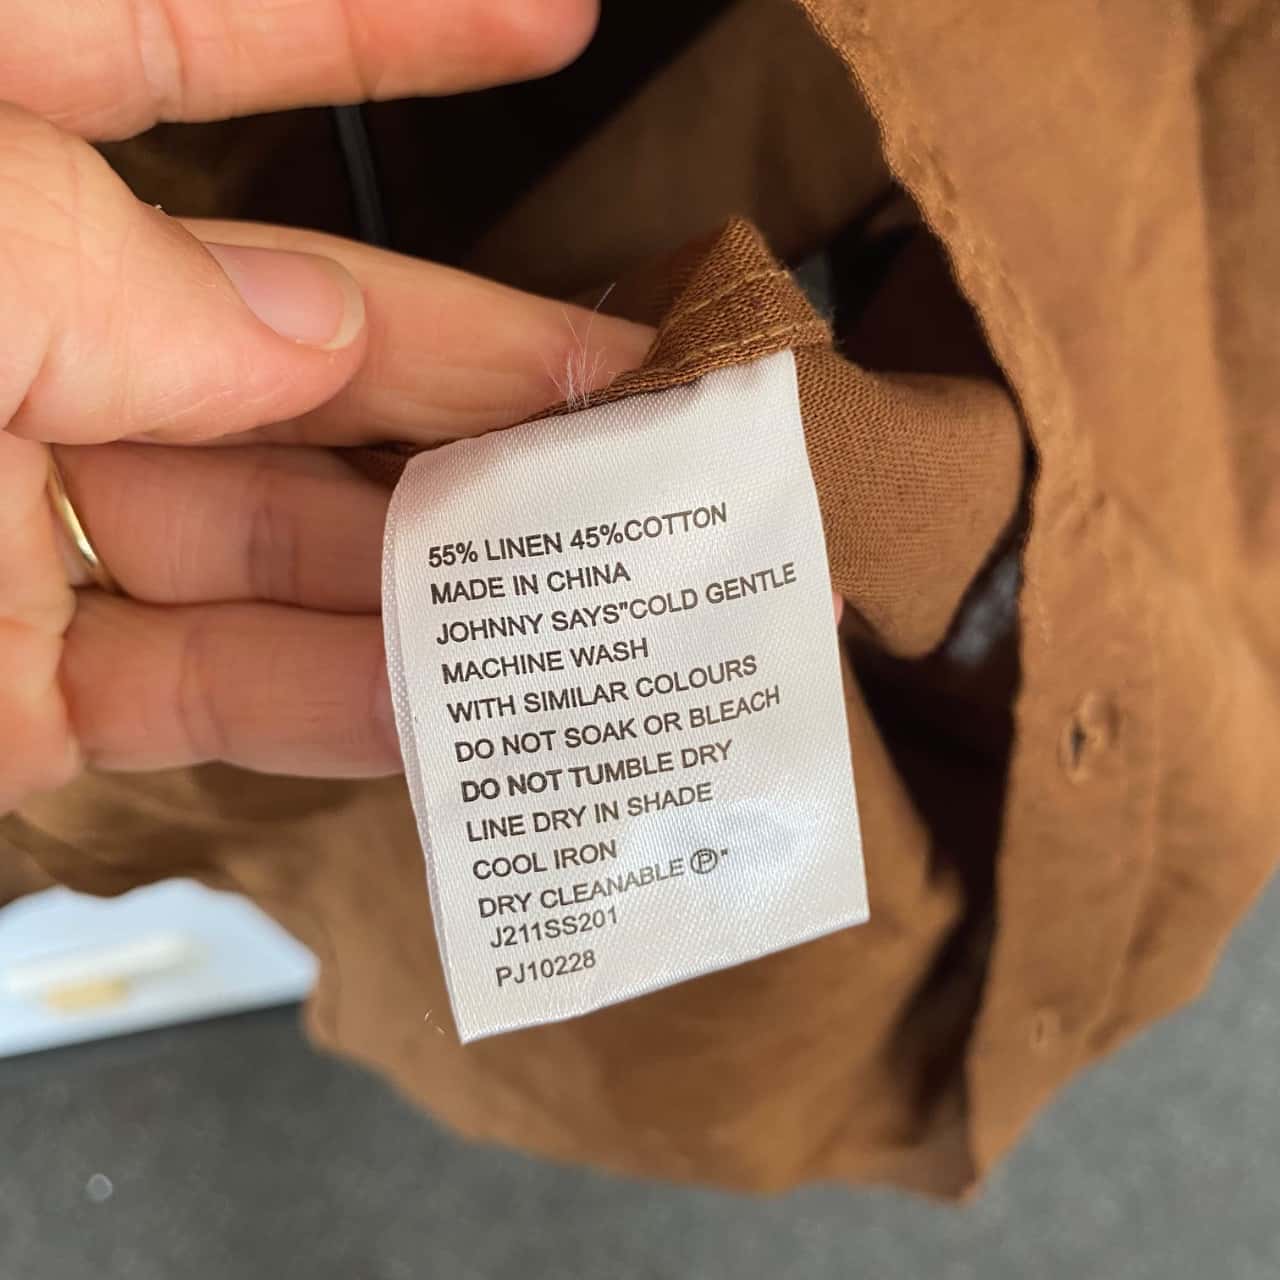 55% LINEN 45%COTTON
MADE IN CHINA
JOHNNY SAYS"COLD GENTLE
MACHINE WASH
WITH SIMILAR COLOURS
DO NOT SOAK OR BLEACH
DO NOT TUMBLE DRY
LINE DRY IN SHADE
COOL IRON
DRY CLEANABLE Ⓟ"
J211SS201
PJ10228